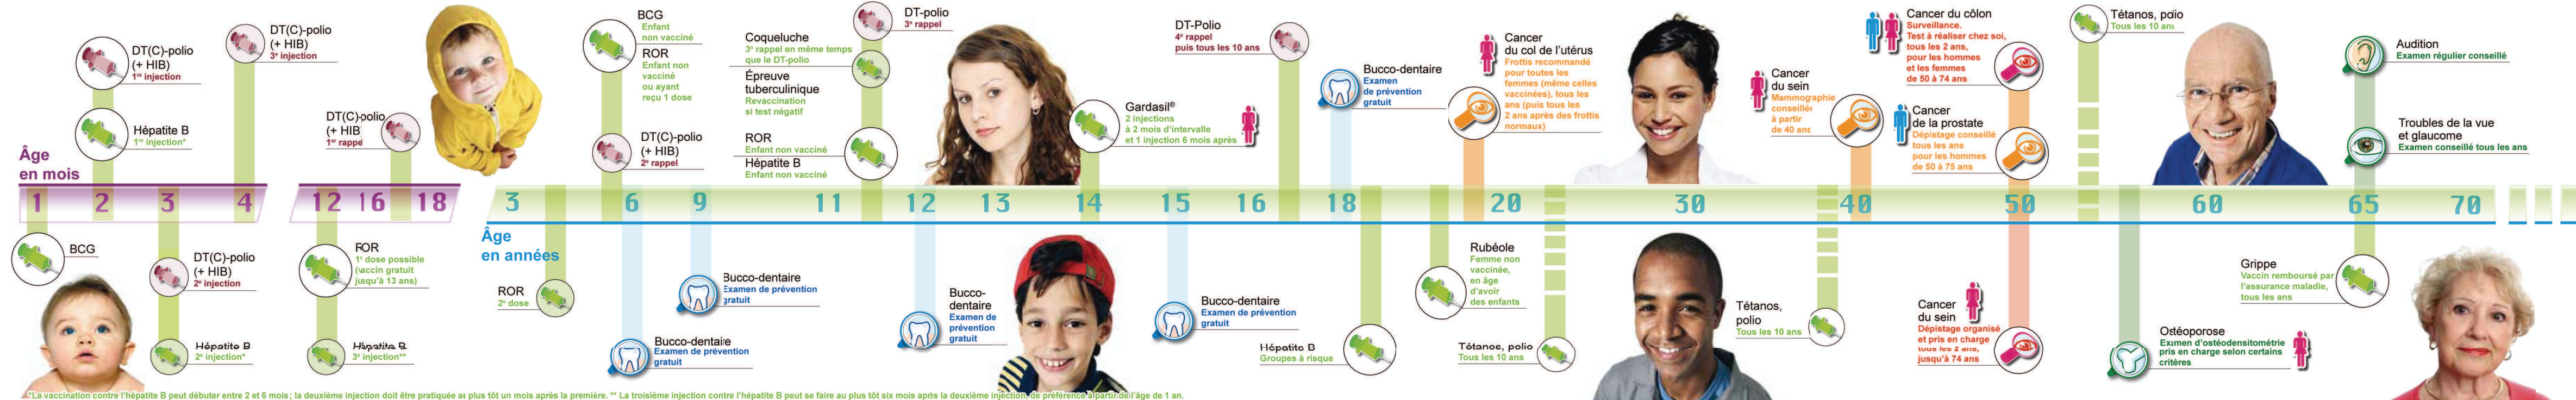 DT(C)-polio
(+ HIB)
1re injection
Hépatite B
1re injection*
DT(C)-polio
(+ HIB)
3e injection
DT(C)-polio
(+ HIB
1er rappe
BCG
Enfant
non vacciné
ROR
Enfant non
vacciné
ou ayant
reçu 1 dose
DT(C)-polio
(+ HIB)
2e rappel
Coqueluche
3e rappel en même temps
que le DT-polio
Épreuve
tuberculinique
Revaccination
si test négatif
ROR
Enfant non vacciné
Hépatite B
Enfant non vacciné
DT-polio
3e rappel
Gardasil®
2 injections
à 2 mois d'intervalle
et 1 injection 6 mois après
DT-Polio
4e rappel
puis tous les 10 ans
Bucco-dentaire
Examen
de prévention
gratuit
Cancer
du col de l'utérus
Frottis recommandé
pour toutes les
femmes (même celles
vaccinées), tous les
ans (puis tous les
2 ans après des frottis
normaux)
Cancer
du sein
Mammographie
conseillée
à partir
de 40 ans
Cancer du côlon
Surveillance.
Test à réaliser chez soi,
tous les 2 ans,
pour les hommes
et les femmes
de 50 à 74 ans
Cancer
de la prostate
Dépistage conseillé
tous les ans
pour les hommes
de 50 à 75 ans
Tétanos, polio
Tous les 10 ans
Audition
Examen régulier conseillé
Troubles de la vue
et glaucome
Examen conseillé tous les ans
Âge
en mois
1 2 3 4 12 16 18 3 6 9 11 12 13 14 15 16 18 20 30 40 50 60 65 70
Âge
en années
BCG
DT(C)-polio
(+ HIB)
2e injection
Hépatite B
2e injection*
ROR
1e dose possible
(vaccin gratuit
jusqu'à 13 ans)
Hépatite B
3e injection**
ROR
2e dose
Bucco-dentaire
Examen de prévention
gratuit
Bucco-dentaire
Examen de prévention
gratuit
Bucco-
dentaire
Examen de
prévention
gratuit
Bucco-dentaire
Examen de prévention
gratuit
Hépatite B
Groupes à risque
Rubéole
Femme non
vaccinée,
en âge
d'avoir
des enfants
Tétanos, polio
Tous les 10 ans
Tétanos,
polio
Tous les 10 ans
Cancer
du sein
Dépistage organisé
et pris en charge
tous les 2 ans,
jusqu'à 74 ans
Ostéoporose
Exmen d'ostéodensitométrie
pris en charge selon certains
critères
Grippe
Vaccin remboursé par
l'assurance maladie,
tous les ans
*La vaccination contre l'hépatite B peut débuter entre 2 et 6 mois ; la deuxième injection doit être pratiquée au plus tôt un mois après la première. ** La troisième injection contre l'hépatite B peut se faire au plus tôt six mois après la deuxième injection, de préférence à partir de l'âge de 1 an.